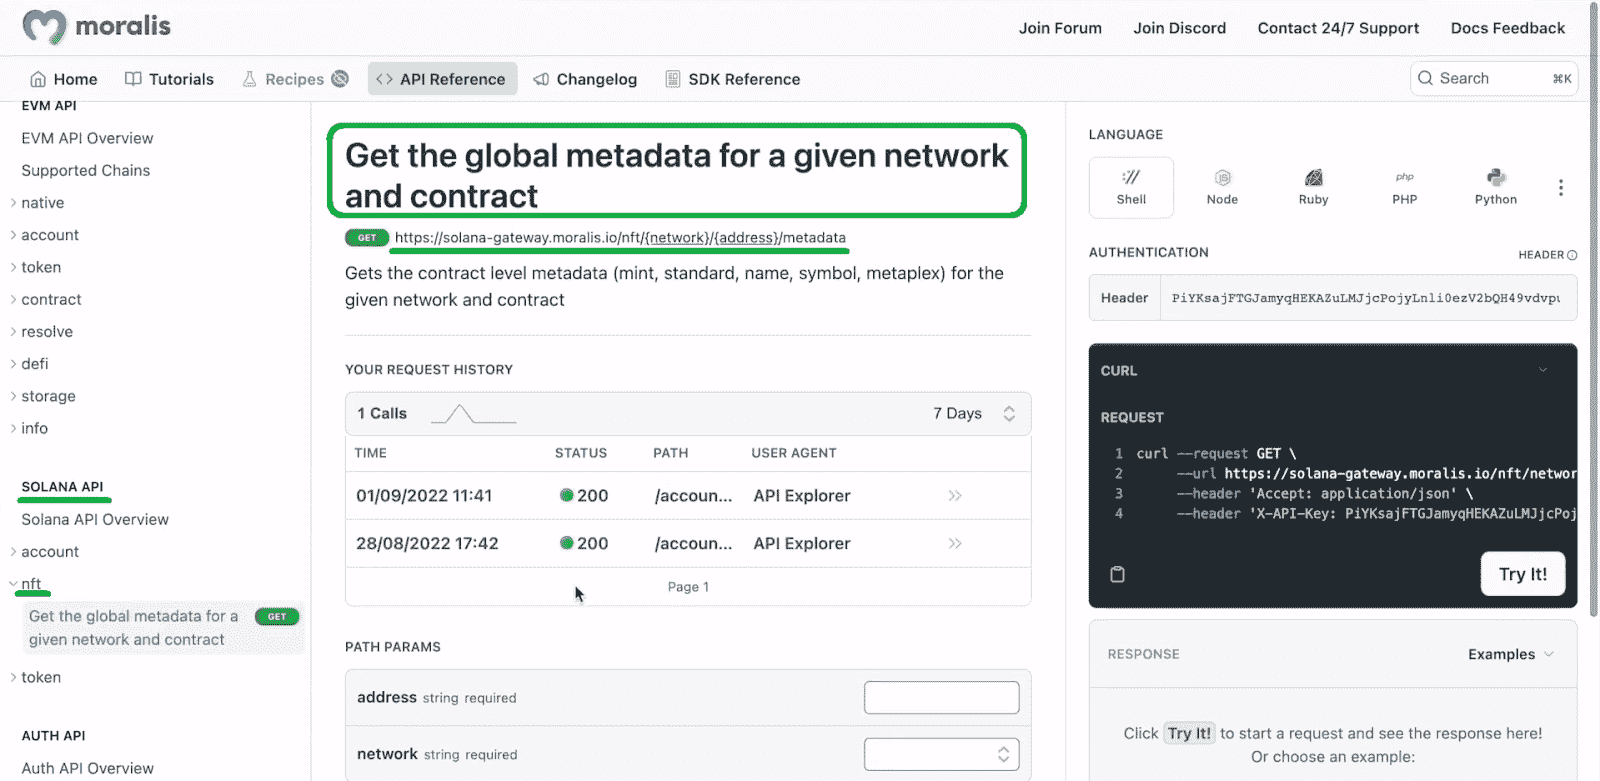 moralis
Join Forum
Join Discord
Contact 24/7 Support
Docs Feedback
Home
Tutorials
Recipes
<> API Reference
Changelog
SDK Reference
Search
⌘K
EVM API
EVM API Overview
Supported Chains
native
account
token
contract
resolve
defi
storage
info
SOLANA API
Solana API Overview
account
nft
Get the global metadata for a
given network and contract
GET
token
AUTH API
Auth API Overview
Get the global metadata for a given network
and contract
GET https://solana-gateway.moralis.io/nft/{network}/{address}/metadata
Gets the contract level metadata (mint, standard, name, symbol, metaplex) for the
given network and contract
YOUR REQUEST HISTORY
1 Calls
7 Days
TIME STATUS PATH USER AGENT
01/09/2022 11:41 200 /accoun... API Explorer
28/08/2022 17:42 200 /accoun... API Explorer
Page 1
PATH PARAMS
address string required
network string required
LANGUAGE
Shell
Node
Ruby
php
PHP
Python
AUTHENTICATION
HEADER
Header PiYKsajFTGJamyqHEKAZuLMJjcPojyLnli0ezV2bQH49vdvpu
CURL
REQUEST
1 curl --request GET \
2 --url https://solana-gateway.moralis.io/nft/networ
3 --header 'Accept: application/json' \
4 --header 'X-API-Key: PiYKsajFTGJamyqHEKAZuLMJjcPoj
Try It!
RESPONSE
Examples
Click Try It! to start a request and see the response here!
Or choose an example: